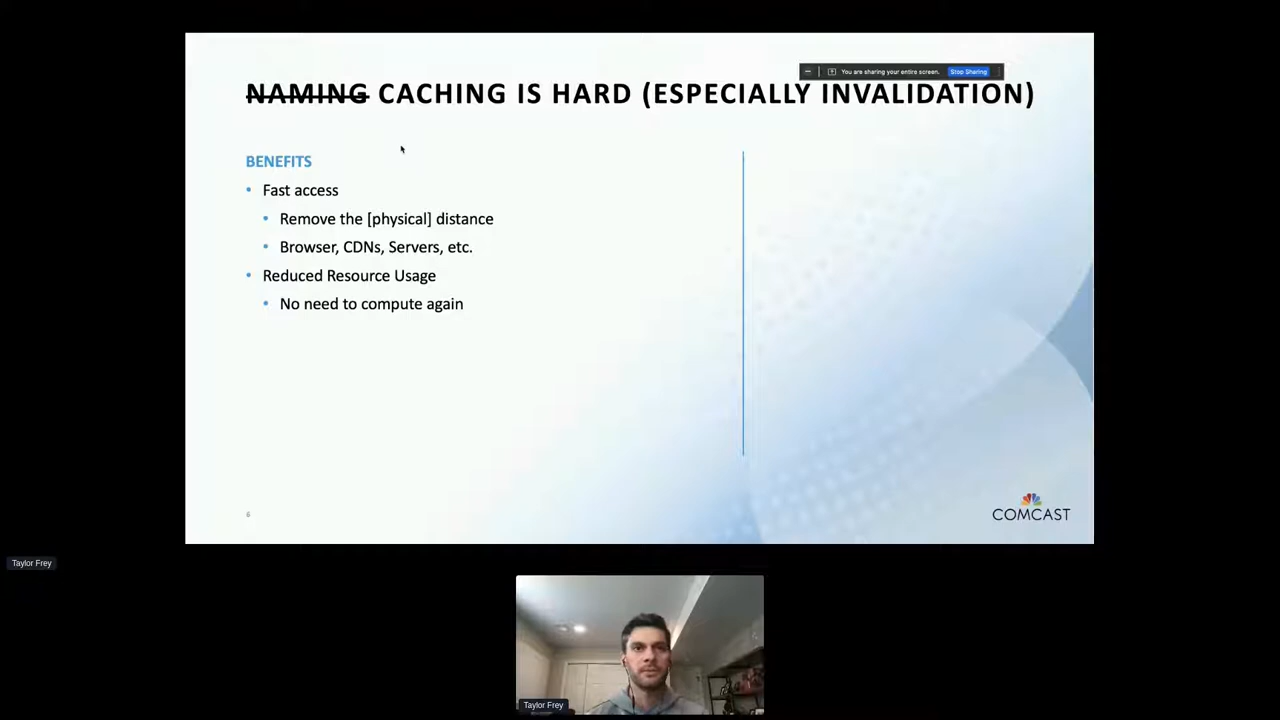 You are sharing your entire screen. Stop Sharing
NAMING CACHING IS HARD (ESPECIALLY INVALIDATION)
BENEFITS
• Fast access
• Remove the [physical] distance
• Browser, CDNs, Servers, etc.
• Reduced Resource Usage
• No need to compute again
6
COMCAST
Taylor Frey
Taylor Frey